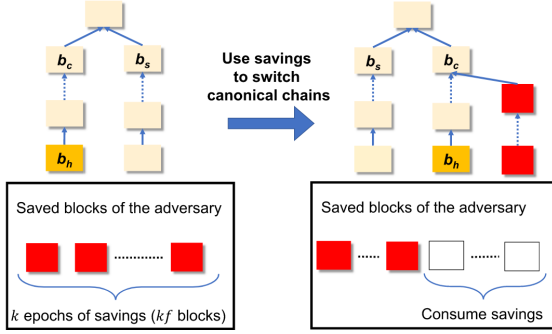 b_c
b_s
b_h
Use savings
to switch
canonical chains
b_s
b_c
b_h
Saved blocks of the adversary
k epochs of savings (kf blocks)
Saved blocks of the adversary
Consume savings